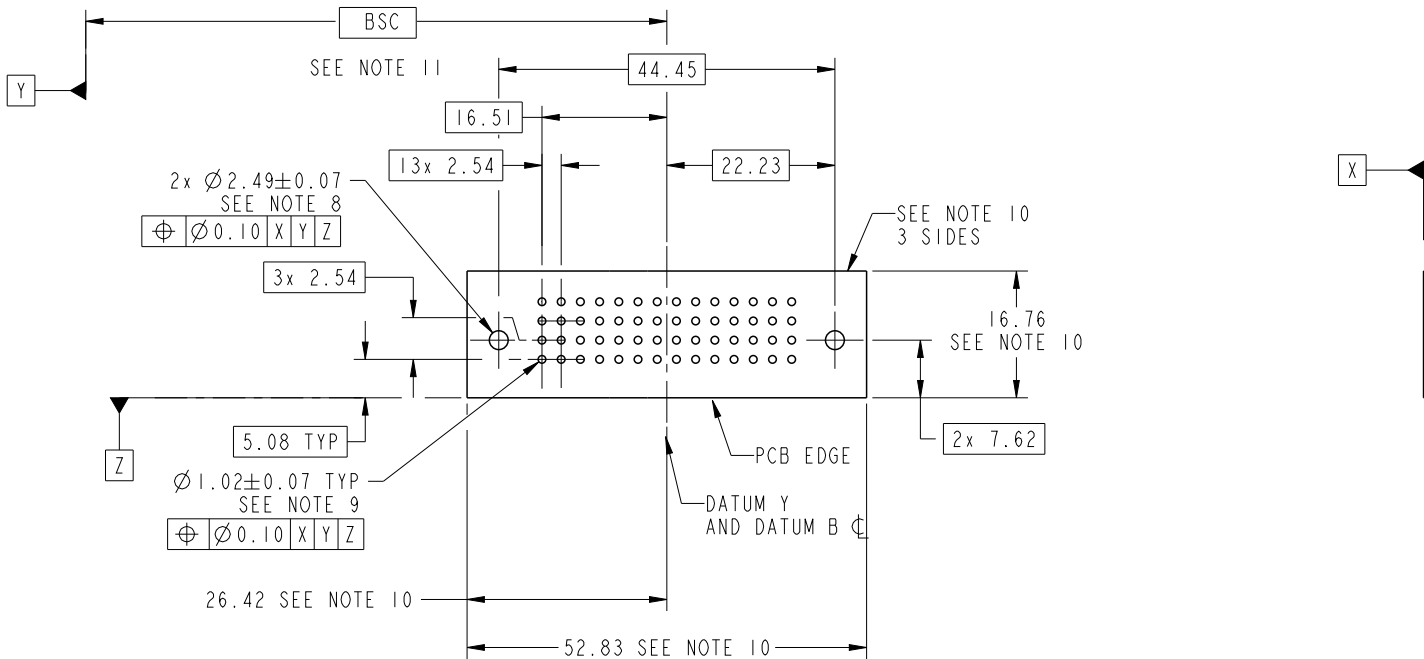 BSC
SEE NOTE 11
Y
44.45
16.51
13x 2.54
22.23
X
2x Ø2.49±0.07
SEE NOTE 8
⌖ Ø0.10 X Y Z
SEE NOTE 10
3 SIDES
3x 2.54
16.76
SEE NOTE 10
5.08 TYP
2x 7.62
Z
PCB EDGE
Ø1.02±0.07 TYP
SEE NOTE 9
⌖ Ø0.10 X Y Z
DATUM Y
AND DATUM B ℄
26.42 SEE NOTE 10
52.83 SEE NOTE 10